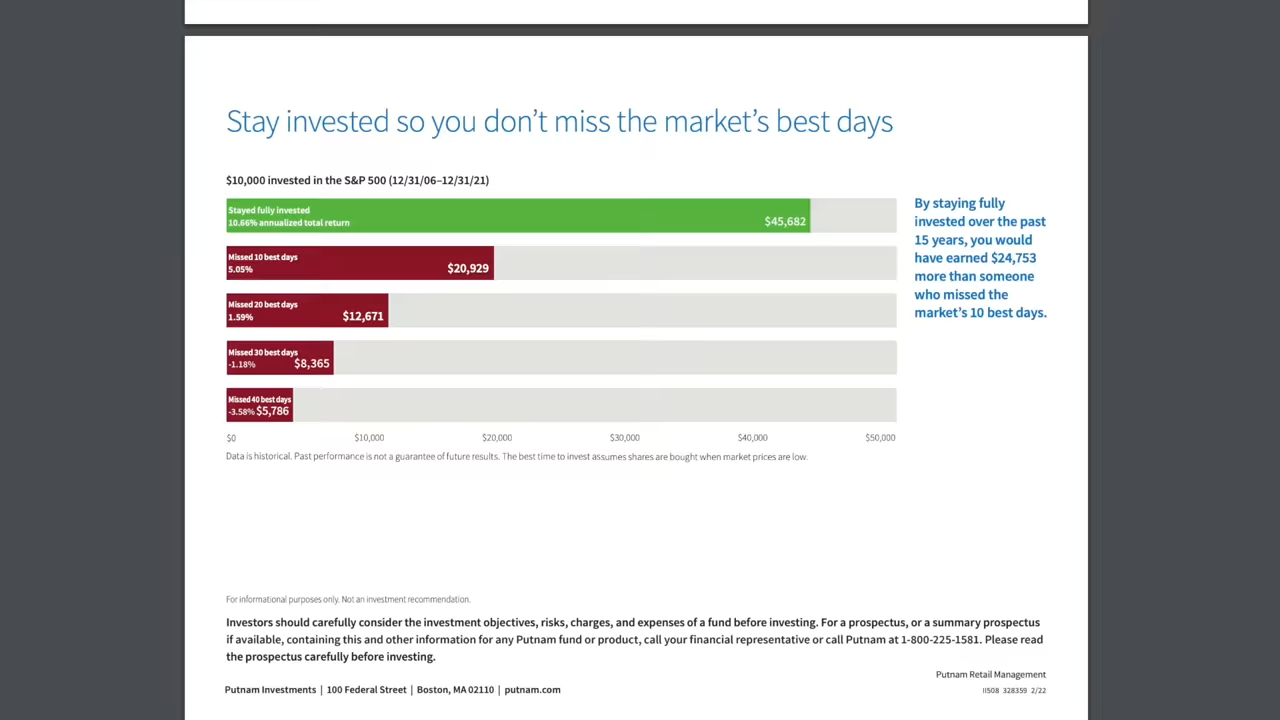 Stay invested so you don’t miss the market’s best days
$10,000 invested in the S&P 500 (12/31/06–12/31/21)
Stayed fully invested
10.66% annualized total return
$45,682
Missed 10 best days
5.05%
$20,929
Missed 20 best days
1.59%
$12,671
Missed 30 best days
-1.18%
$8,365
Missed 40 best days
-3.58% $5,786
$0 $10,000 $20,000 $30,000 $40,000 $50,000
Data is historical. Past performance is not a guarantee of future results. The best time to invest assumes shares are bought when market prices are low.
By staying fully
invested over the past
15 years, you would
have earned $24,753
more than someone
who missed the
market’s 10 best days.
For informational purposes only. Not an investment recommendation.
Investors should carefully consider the investment objectives, risks, charges, and expenses of a fund before investing. For a prospectus, or a summary prospectus
if available, containing this and other information for any Putnam fund or product, call your financial representative or call Putnam at 1-800-225-1581. Please read
the prospectus carefully before investing.
Putnam Investments | 100 Federal Street | Boston, MA 02110 | putnam.com
Putnam Retail Management
II508 328359 2/22